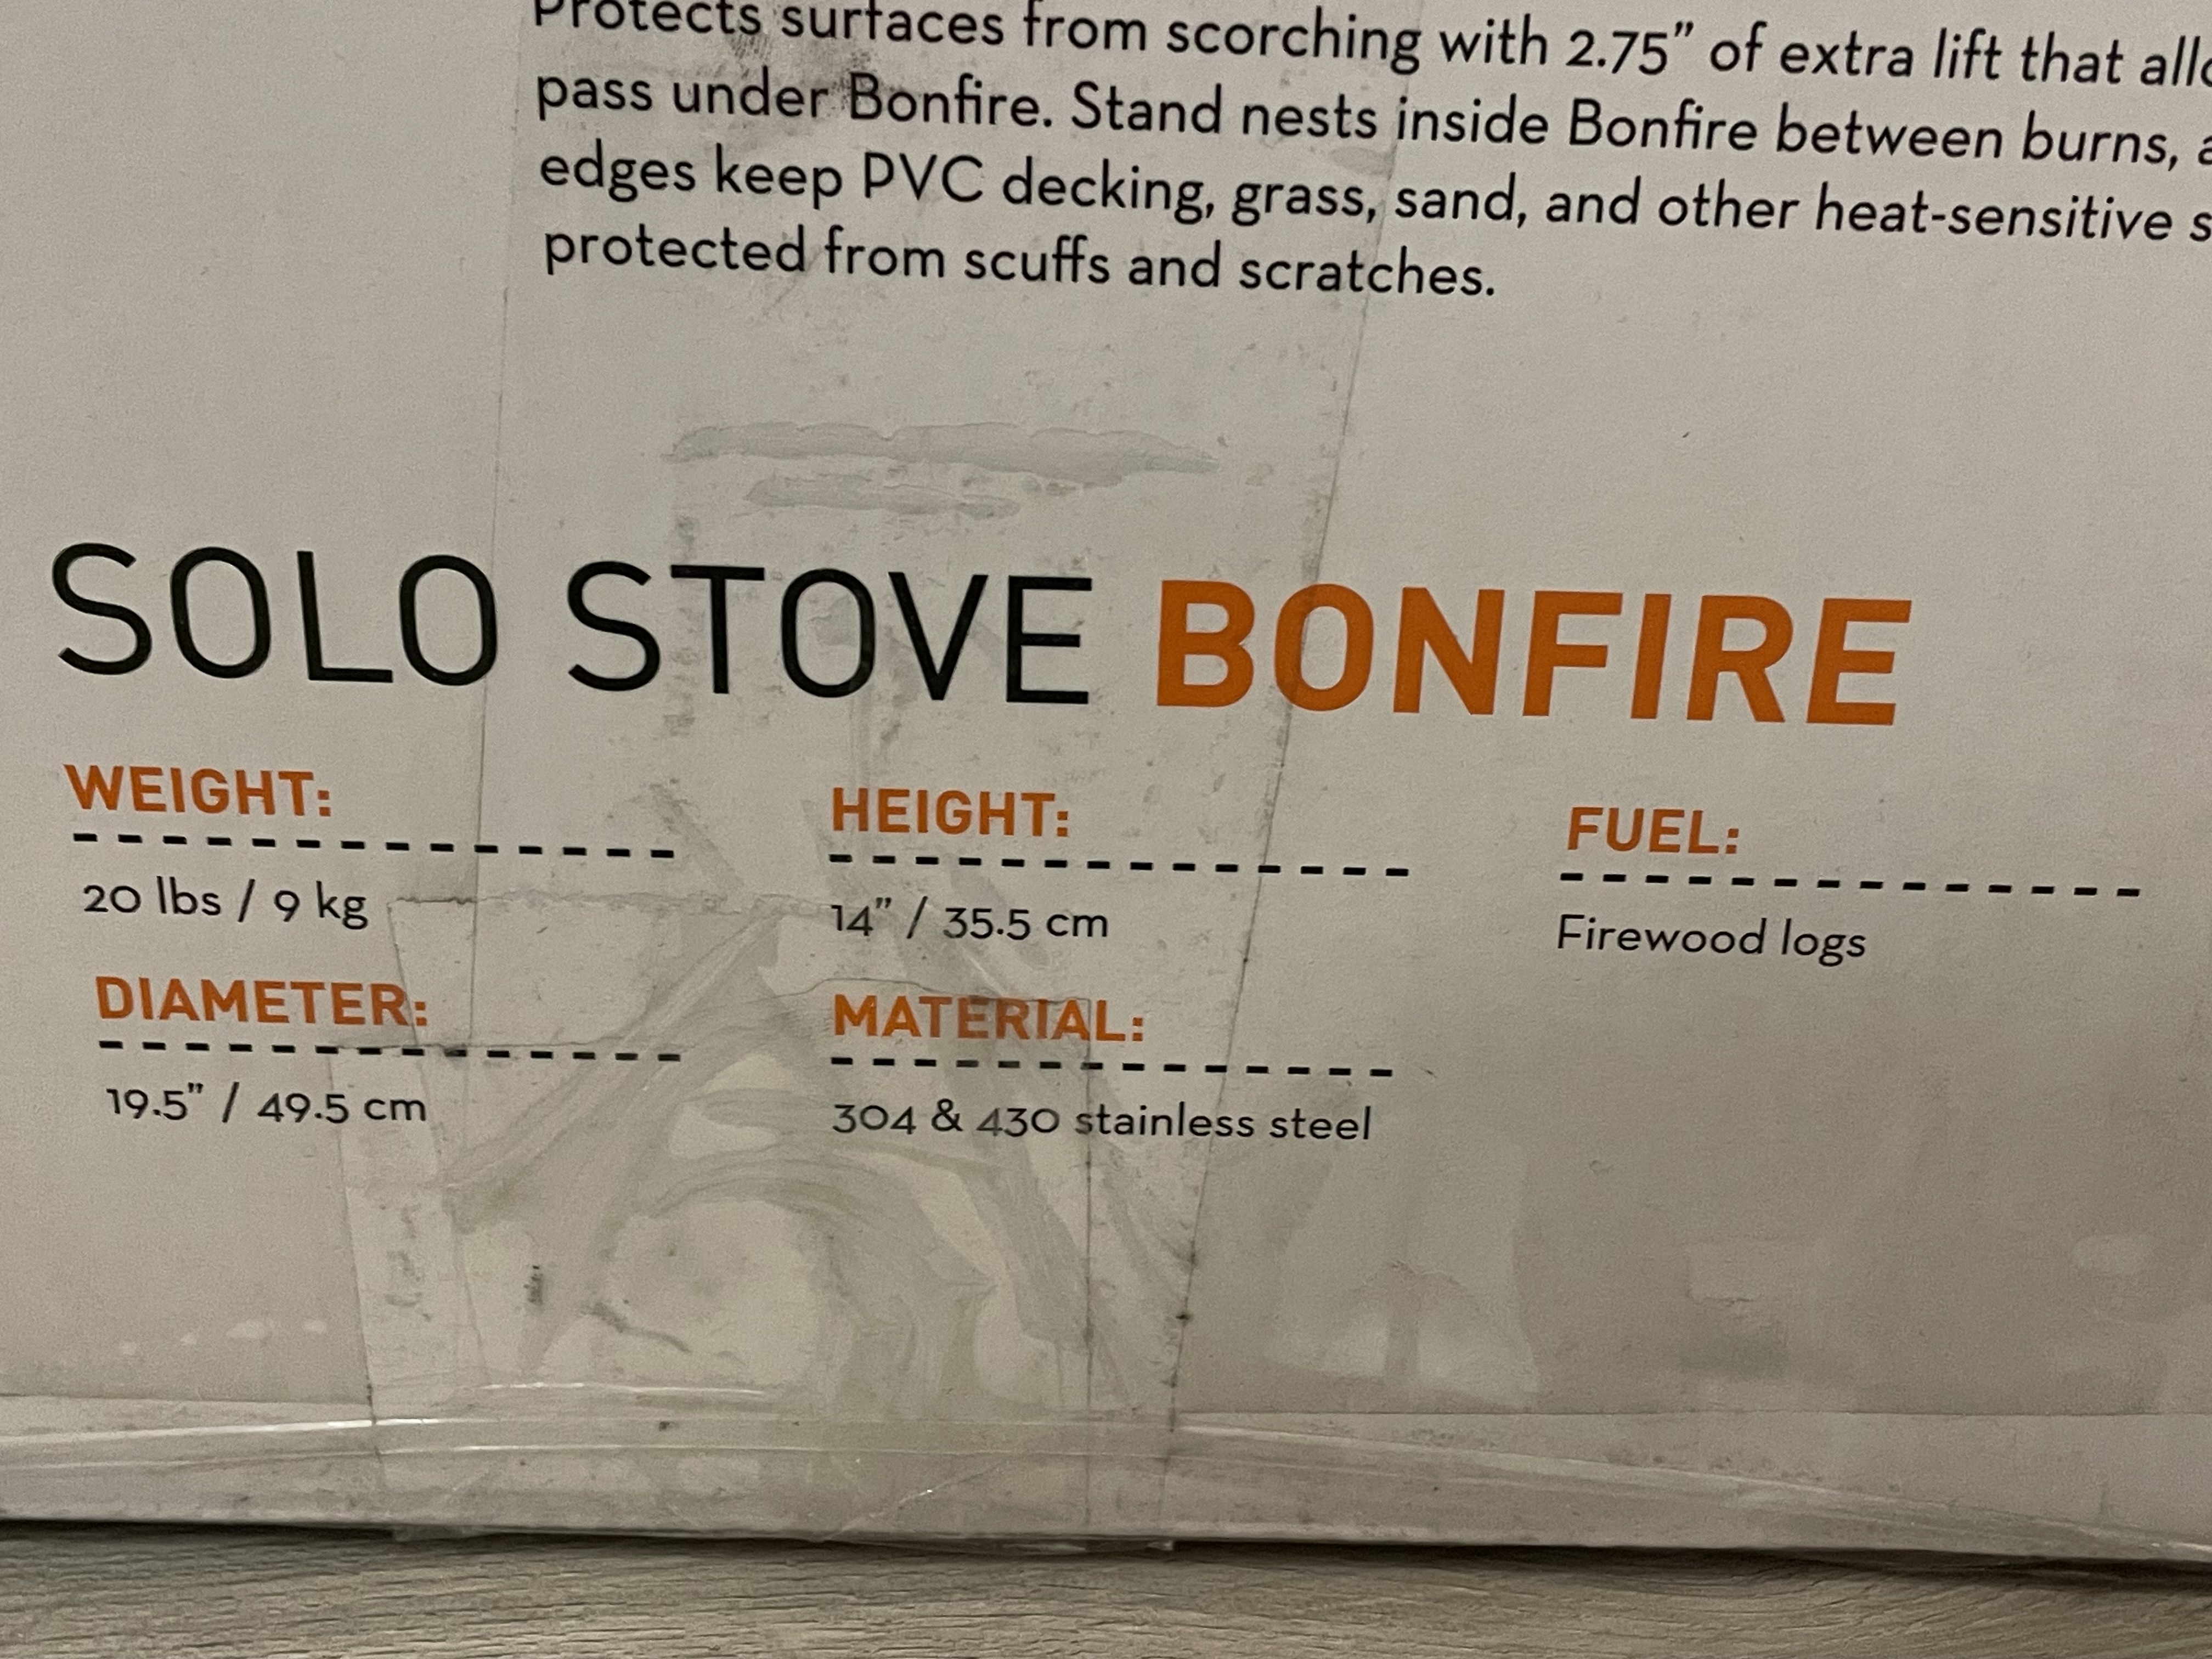 Protects surfaces from scorching with 2.75” of extra lift that
pass under Bonfire. Stand nests inside Bonfire between burns,
edges keep PVC decking, grass, sand, and other heat-sensitive
protected from scuffs and scratches.
SOLO STOVE BONFIRE
WEIGHT:
20 lbs / 9 kg
HEIGHT:
14” / 35.5 cm
FUEL:
Firewood logs
DIAMETER:
19.5” / 49.5 cm
MATERIAL:
304 & 430 stainless steel